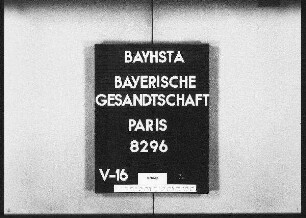 BAYHSTA
BAYERISCHE
GESANDTSCHAFT
PARIS
8296
V-16